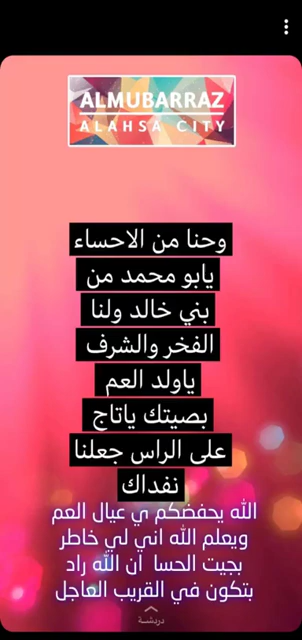 ALMUBARRAZ
ALAHSA CITY
وحنا من الاحساء
يابو محمد من
بني خالد ولنا
الفخر والشرف
ياولد العم
بصيتك ياتاج
على الراس جعلنا
نفداك
الله يحفضكم ي عيال العم
ويعلم الله اني لي خاطر
بجيت الحسا ان الله راد
بتكون في القريب العاجل
دردشة